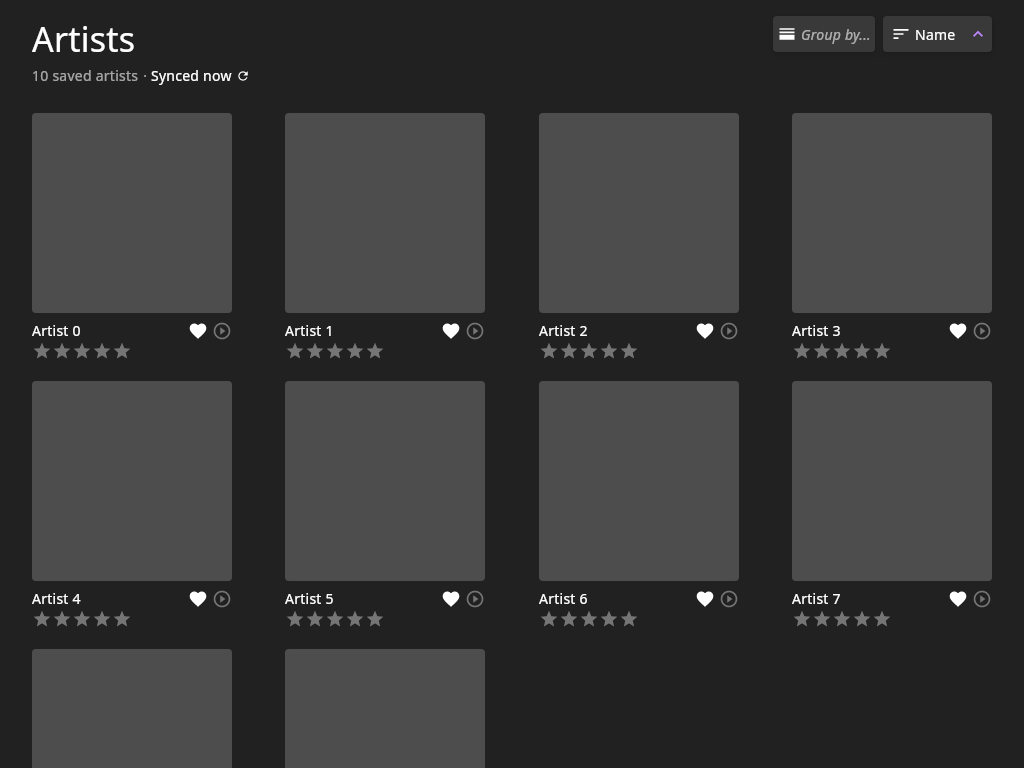 Artists
Group by...
Name
10 saved artists · Synced now
Artist 0
Artist 1
Artist 2
Artist 3
Artist 4
Artist 5
Artist 6
Artist 7